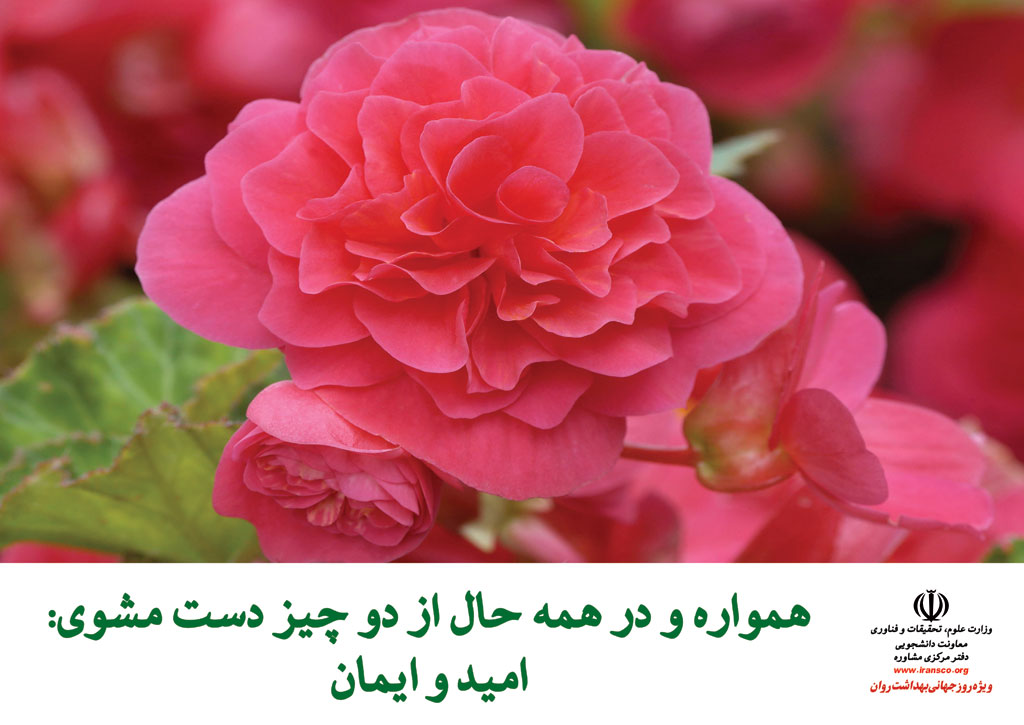 همواره و در همه حال از دو چیز دست مشوی:
امید و ایمان
وزارت علوم، تحقیقات و فناوری
معاونت دانشجویی
دفتر مرکزی مشاوره
www.iransco.org
ویژه روز جهانی بهداشت روان